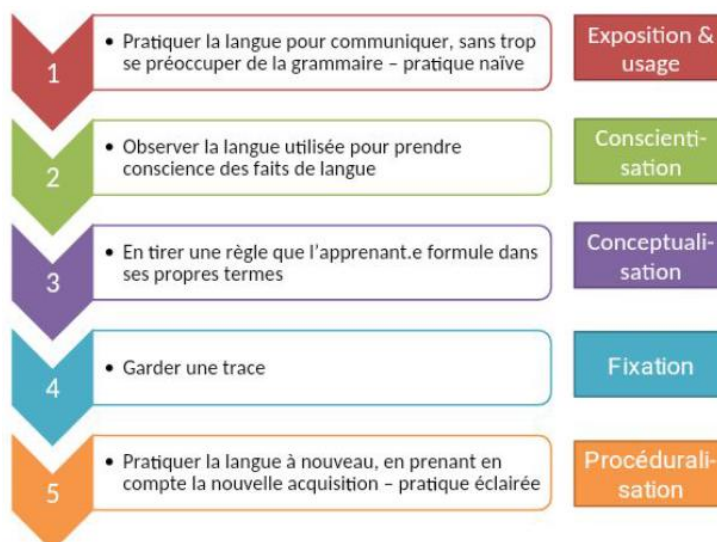 1
• Pratiquer la langue pour communiquer, sans trop
se préoccuper de la grammaire – pratique naïve
Exposition &
usage
2
• Observer la langue utilisée pour prendre
conscience des faits de langue
Conscienti-
sation
3
• En tirer une règle que l’apprenant.e formule dans
ses propres termes
Conceptuali-
sation
4
• Garder une trace
Fixation
5
• Pratiquer la langue à nouveau, en prenant en
compte la nouvelle acquisition – pratique éclairée
Procédurali-
sation